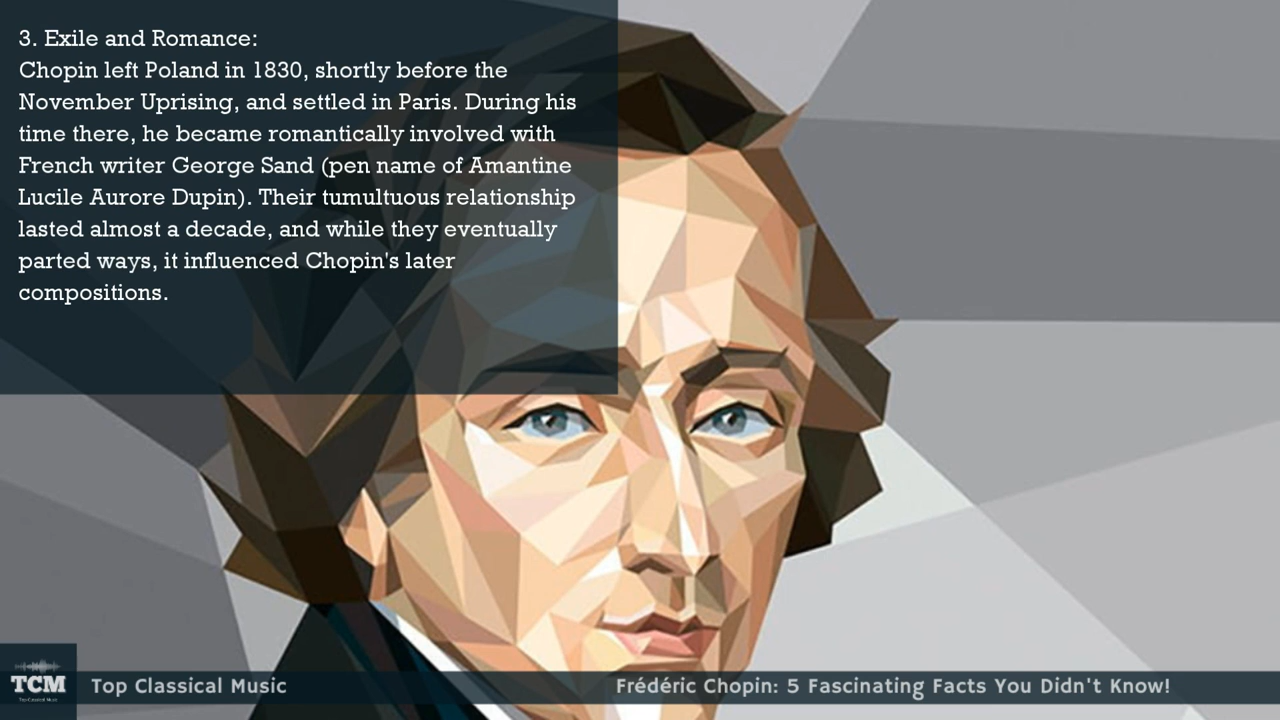 3. Exile and Romance:
Chopin left Poland in 1830, shortly before the
November Uprising, and settled in Paris. During his
time there, he became romantically involved with
French writer George Sand (pen name of Amantine
Lucile Aurore Dupin). Their tumultuous relationship
lasted almost a decade, and while they eventually
parted ways, it influenced Chopin's later
compositions.
TCM
Top Classical Music
Top Classical Music
Frédéric Chopin: 5 Fascinating Facts You Didn't Know!